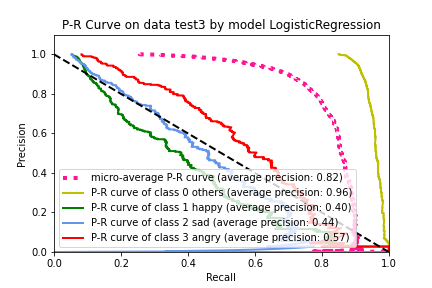 P-R Curve on data test3 by model LogisticRegression
1.0
0.8
0.6
0.4
0.2
0.0
Precision
micro-average P-R curve (average precision: 0.82)
P-R curve of class 0 others (average precision: 0.96)
P-R curve of class 1 happy (average precision: 0.40)
P-R curve of class 2 sad (average precision: 0.44)
P-R curve of class 3 angry (average precision: 0.57)
0.0 0.2 0.4 0.6 0.8 1.0
Recall